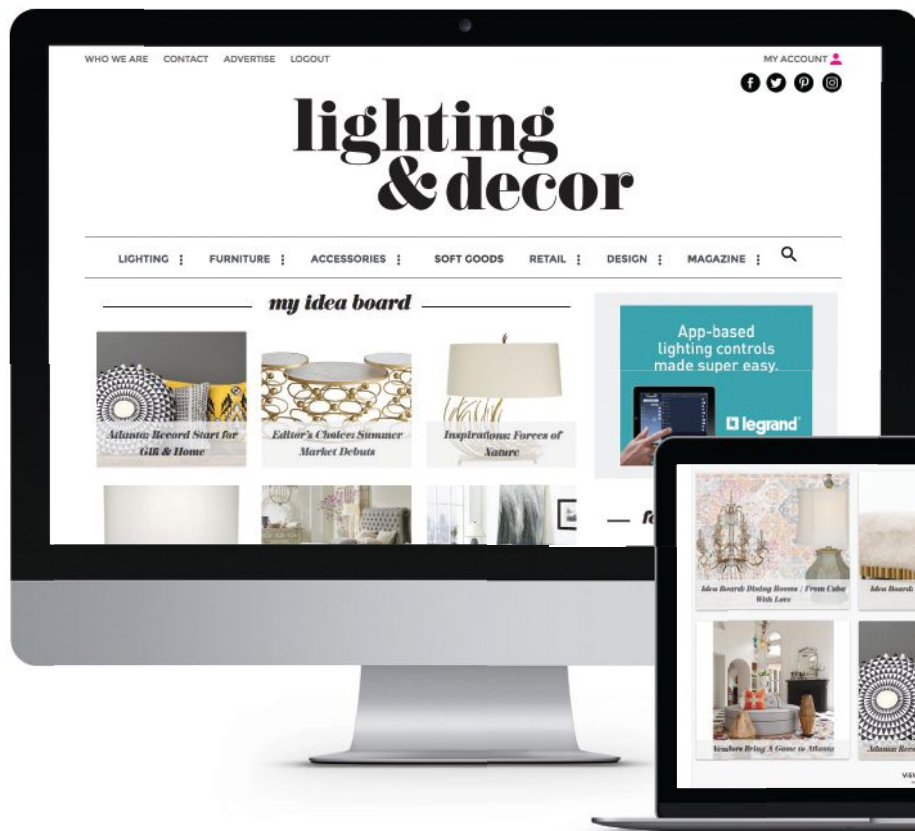 WHO WE ARE CONTACT ADVERTISE LOGOUT
MY ACCOUNT
lighting
& decor
LIGHTING FURNITURE ACCESSORIES SOFT GOODS RETAIL DESIGN MAGAZINE
my idea board
Atlanta: Record Start for
Gift & Home
Editor's Choice: Summer
Market Debuts
Inspirations: Forces of
Nature
App-based
lighting controls
made super easy.
legrand
Idea Board: Dining Rooms / From Cuba
With Love
Idea Board:
Vendors Bring A Game to Atlanta
Atlanta: